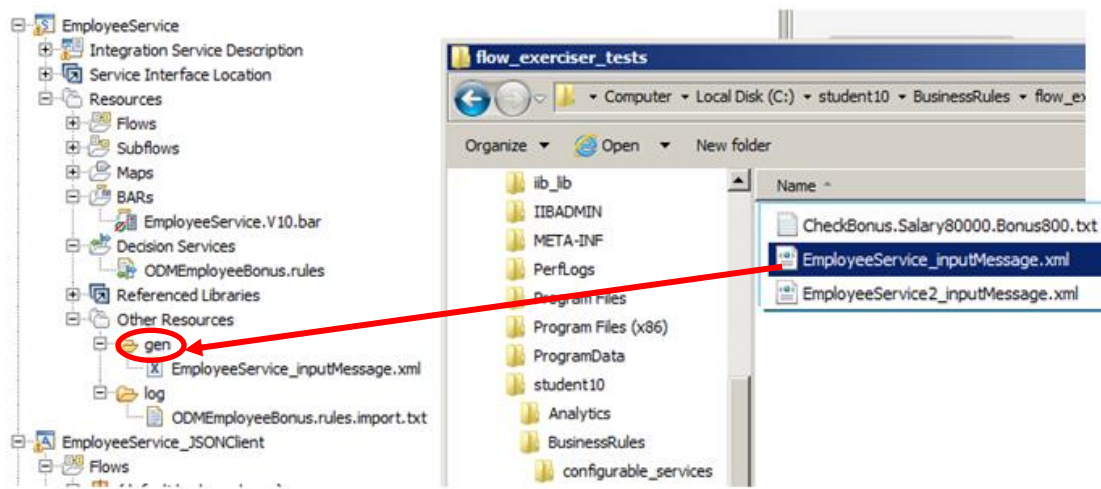 EmployeeService
Integration Service Description
Service Interface Location
Resources
Flows
Subflows
Maps
BARs
EmployeeService.V10.bar
Decision Services
ODMEmployeeBonus.rules
Referenced Libraries
Other Resources
gen
EmployeeService_inputMessage.xml
log
ODMEmployeeBonus.rules.import.txt
EmployeeService_JSONClient
Flows
flow_exerciser_tests
Computer Local Disk (C:) student10 BusinessRules flow_ex
Organize Open New folder
iib_lib
IIBADMIN
META-INF
PerfLogs
Program Files
Program Files (x86)
ProgramData
student10
Analytics
BusinessRules
configurable_services
Name
CheckBonus.Salary80000.Bonus800.txt
EmployeeService_inputMessage.xml
EmployeeService2_inputMessage.xml